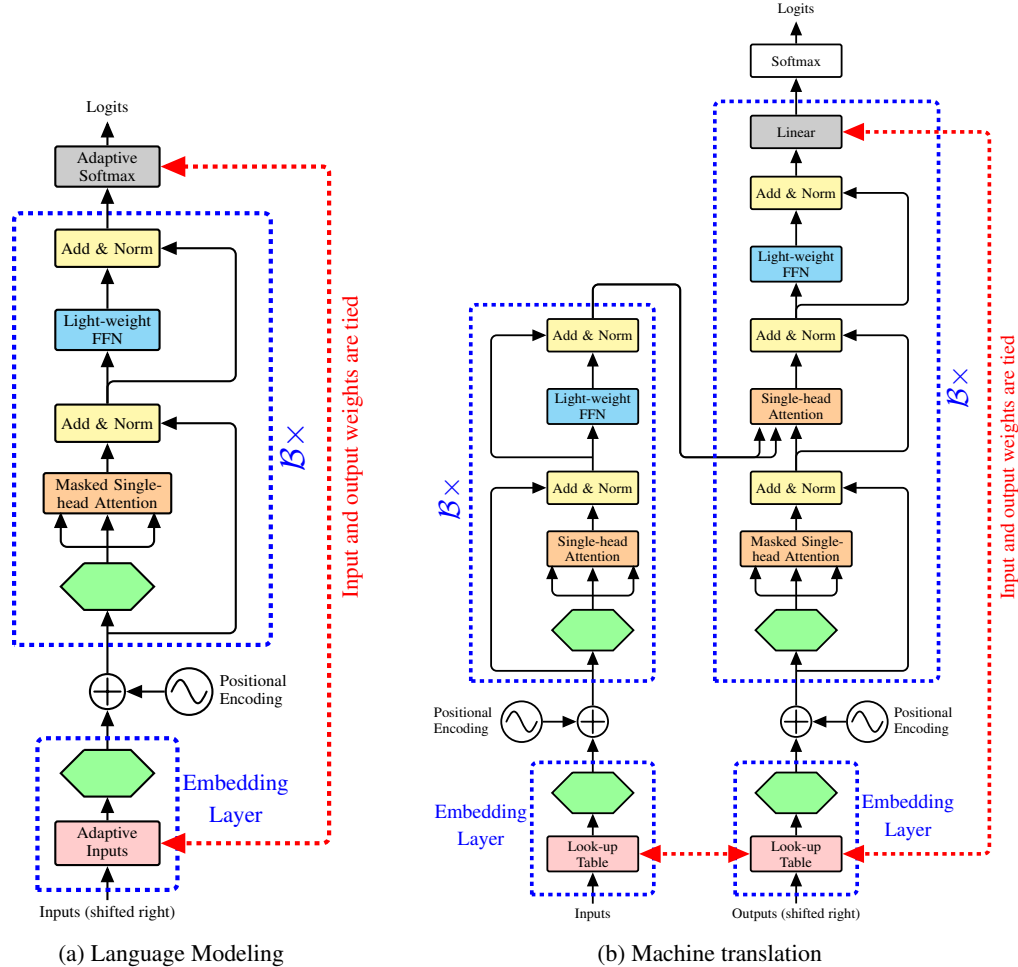 Logits
Adaptive
Softmax
Add & Norm
Light-weight
FFN
Add & Norm
Masked Single-
head Attention
B×
Positional
Encoding
Embedding
Layer
Adaptive
Inputs
Inputs (shifted right)
Input and output weights are tied
(a) Language Modeling
Add & Norm
Light-weight
FFN
Add & Norm
Single-head
Attention
B×
Positional
Encoding
Embedding
Layer
Look-up
Table
Inputs
Logits
Softmax
Linear
Add & Norm
Light-weight
FFN
Add & Norm
Single-head
Attention
Add & Norm
Masked Single-
head Attention
B×
Positional
Encoding
Embedding
Layer
Look-up
Table
Outputs (shifted right)
Input and output weights are tied
(b) Machine translation